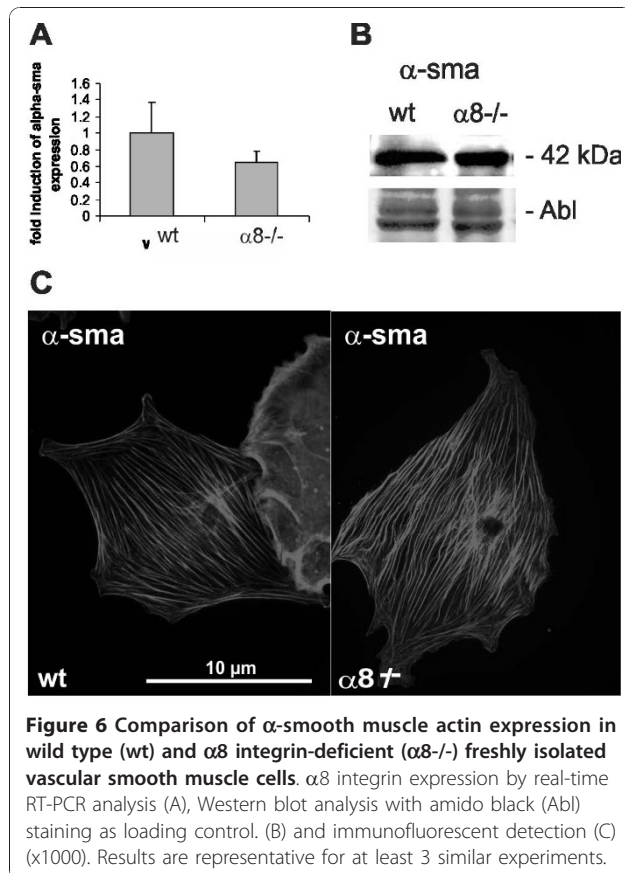 A
fold Induction of alpha-sma
expression
1.6
1.4
1.2
1
0.8
0.6
0.4
0.2
0
v wt
α8-/-
B
α-sma
wt α8-/-
- 42 kDa
- Abl
C
α-sma
α-sma
wt
10 µm
α8 -/-
Figure 6 Comparison of α-smooth muscle actin expression in
wild type (wt) and α8 integrin-deficient (α8-/-) freshly isolated
vascular smooth muscle cells. α8 integrin expression by real-time
RT-PCR analysis (A), Western blot analysis with amido black (Abl)
staining as loading control. (B) and immunofluorescent detection (C)
(x1000). Results are representative for at least 3 similar experiments.